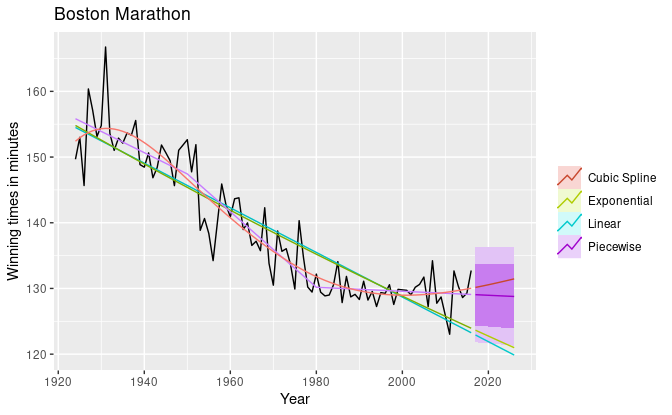 Boston Marathon
Winning times in minutes
160
150
140
130
120
1920
1940
1960
1980
2000
2020
Year
Cubic Spline
Exponential
Linear
Piecewise